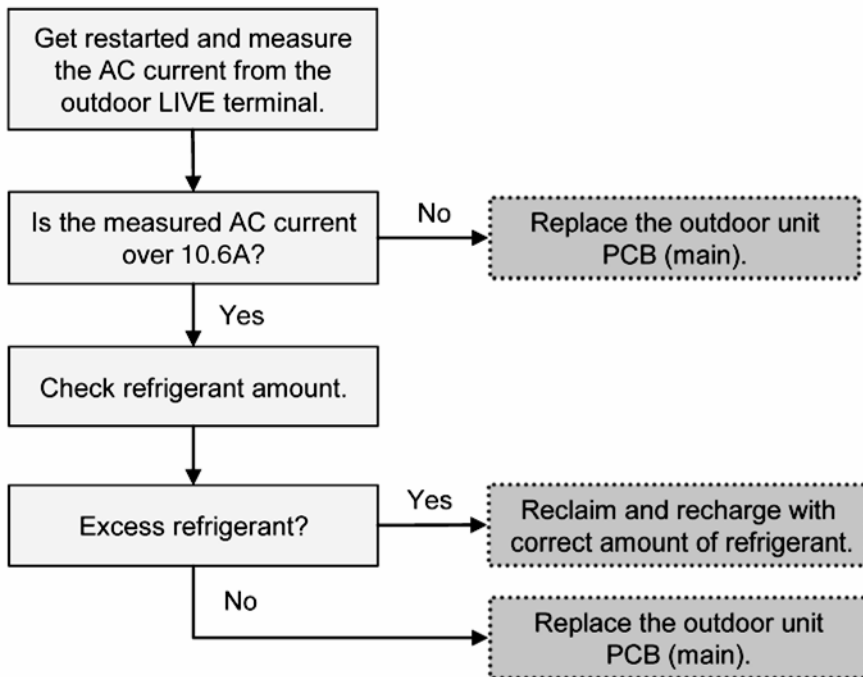 Get restarted and measure
the AC current from the
outdoor LIVE terminal.
Is the measured AC current
over 10.6A?
No
Replace the outdoor unit
PCB (main).
Yes
Check refrigerant amount.
Excess refrigerant?
Yes
Reclaim and recharge with
correct amount of refrigerant.
No
Replace the outdoor unit
PCB (main).